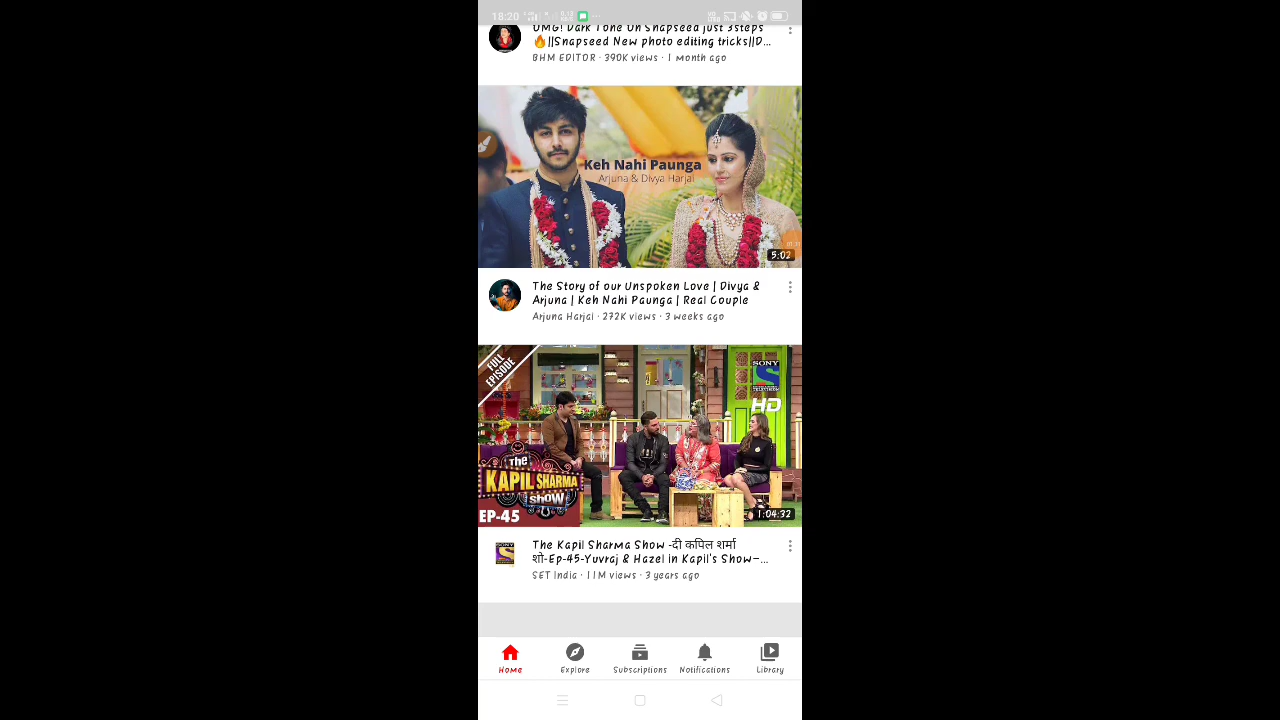 18:20
OMG! Dark Tone On Snapseed just 3steps
🔥||Snapseed New photo editing tricks||D...
BHM EDITOR · 390K views · 1 month ago
Keh Nahi Paunga
Arjuna & Divya Harjal
5:02
The Story of our Unspoken Love | Divya &
Arjuna | Keh Nahi Paunga | Real Couple
Arjuna Harjai · 272K views · 3 weeks ago
FULL
EPISODE
SONY
HD
The
KAPIL SHARMA
SHOW
EP-45
1:04:32
The Kapil Sharma Show -दी कपिल शर्मा
शो-Ep-45-Yuvraj & Hazel in Kapil's Show–...
SET India · 11M views · 3 years ago
Home Explore Subscriptions Notifications Library